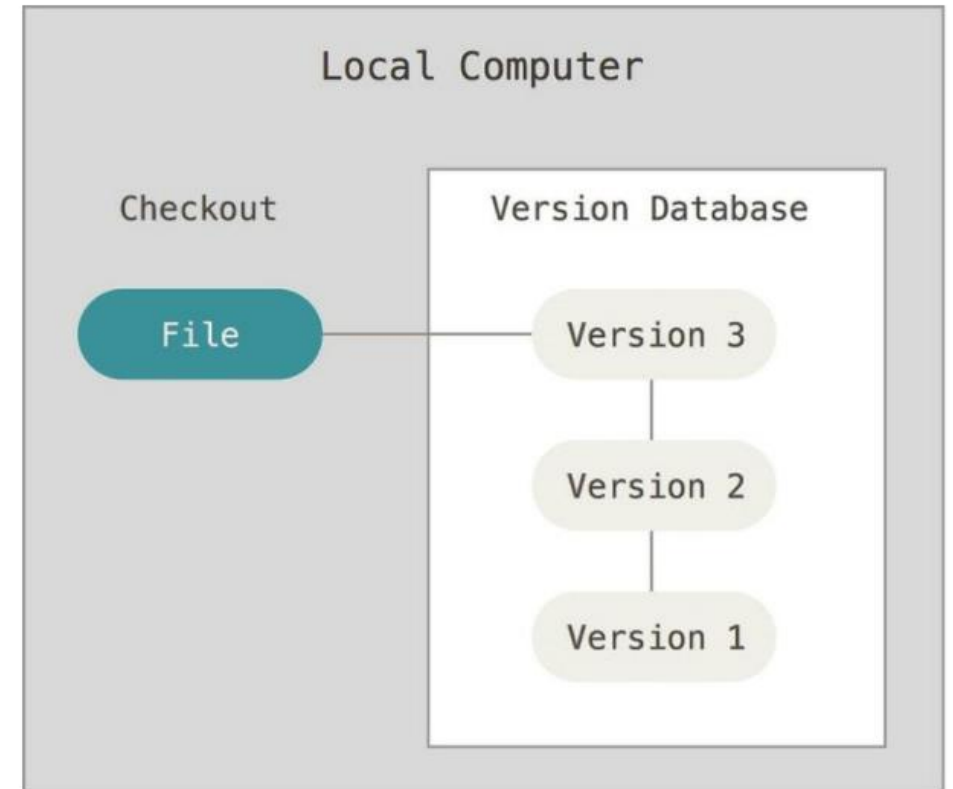 Local Computer
Checkout
Version Database
File
Version 3
Version 2
Version 1